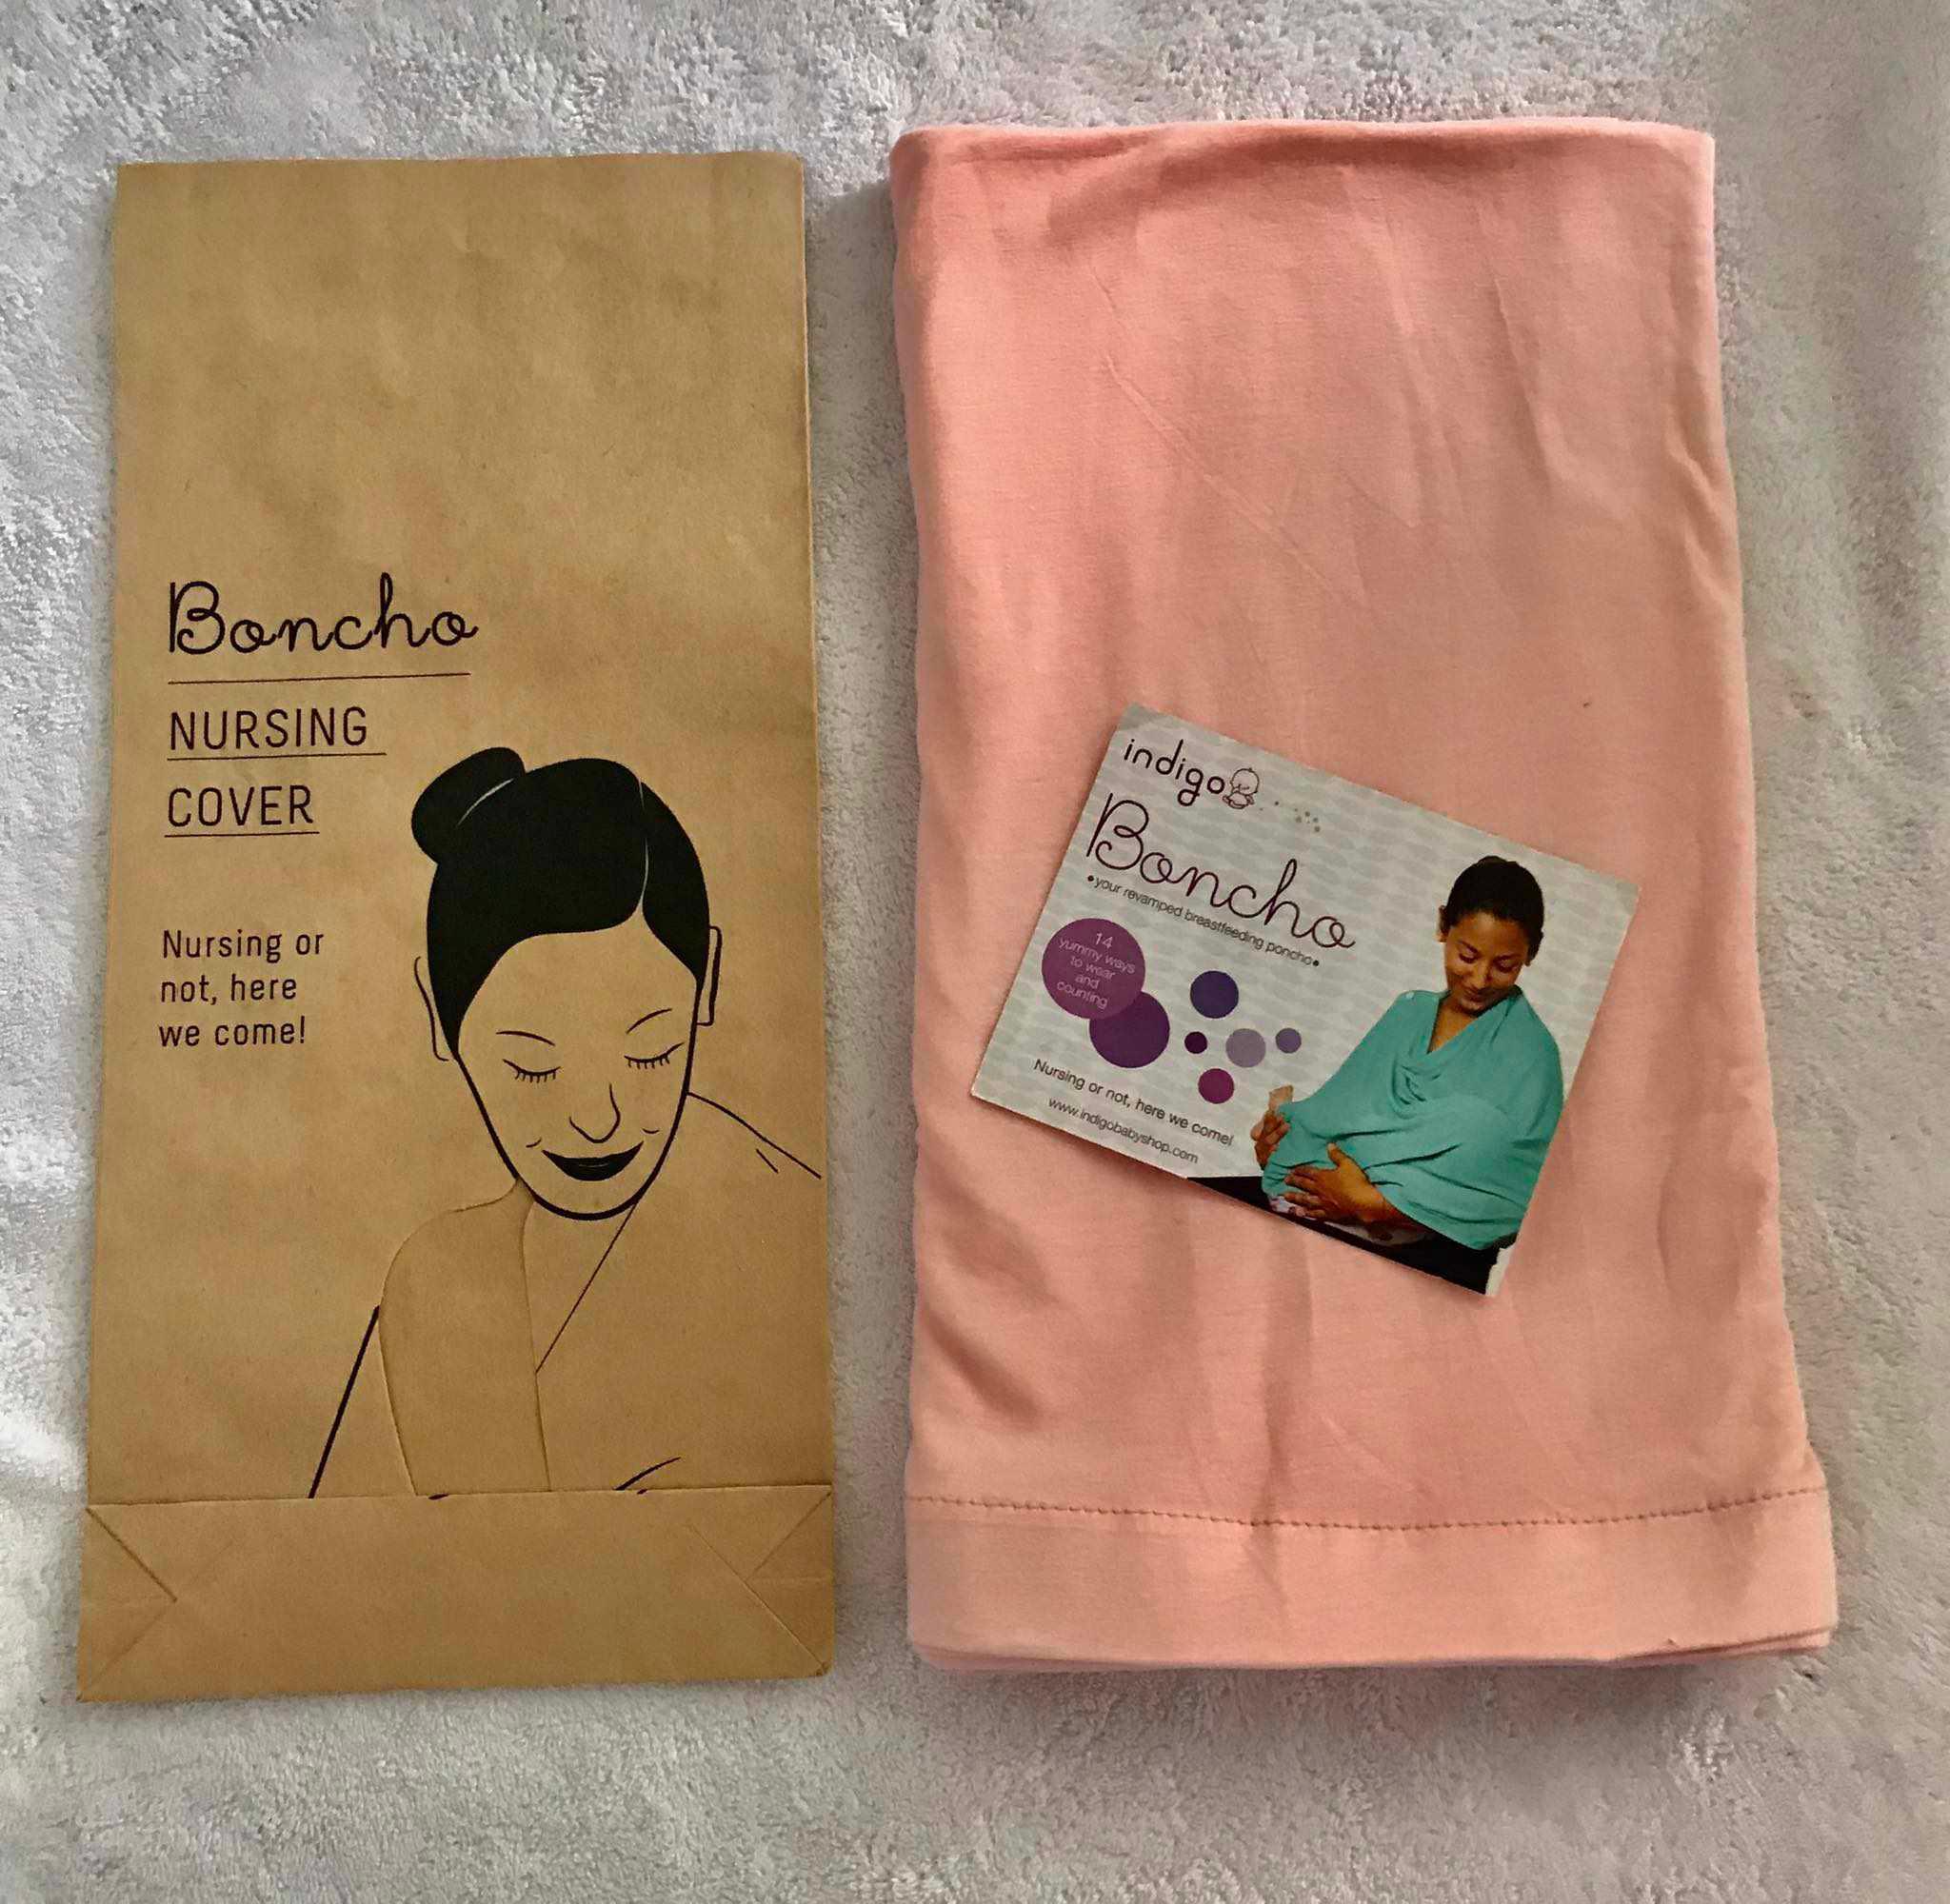 Boncho
NURSING
COVER
Nursing or
not, here
we come!
indigo
Boncho
•your revamped breastfeeding poncho•
14
yummy ways
to wear
and
counting
Nursing or not, here we come!
www.indigobabyshop.com